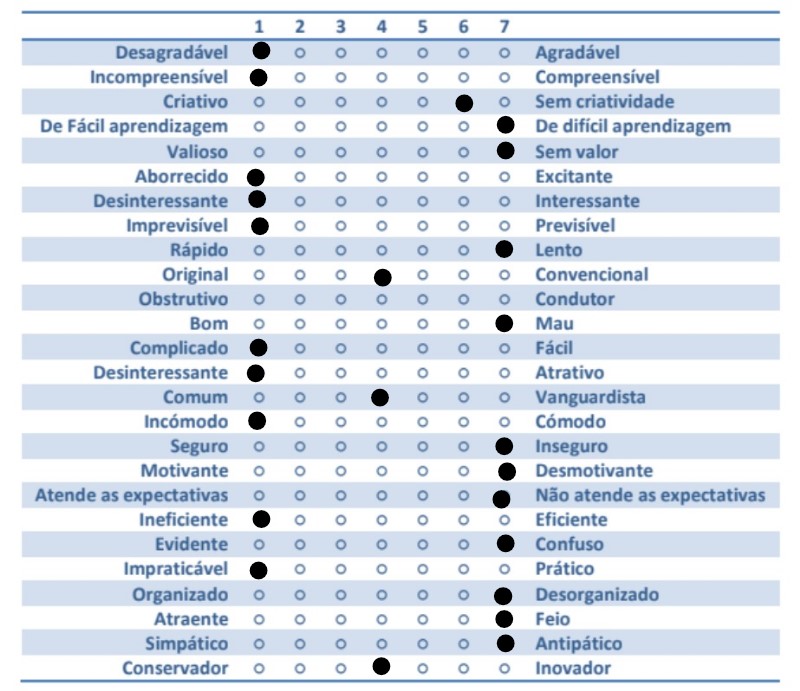 1 2 3 4 5 6 7
Desagradável Agradável
Incompreensível Compreensível
Criativo Sem criatividade
De Fácil aprendizagem De difícil aprendizagem
Valioso Sem valor
Aborrecido Excitante
Desinteressante Interessante
Imprevisível Previsível
Rápido Lento
Original Convencional
Obstrutivo Condutor
Bom Mau
Complicado Fácil
Desinteressante Atrativo
Comum Vanguardista
Incómodo Cómodo
Seguro Inseguro
Motivante Desmotivante
Atende as expectativas Não atende as expectativas
Ineficiente Eficiente
Evidente Confuso
Impraticável Prático
Organizado Desorganizado
Atraente Feio
Simpático Antipático
Conservador Inovador